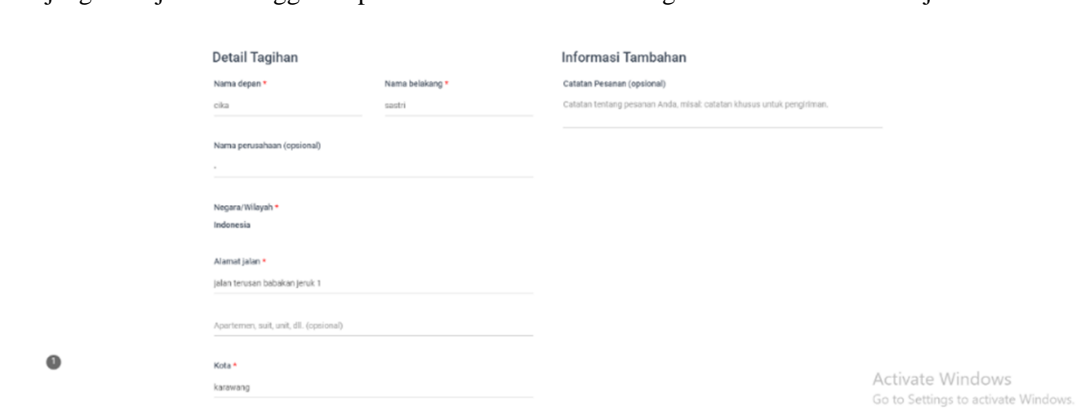 Detail Tagihan
Informasi Tambahan
Nama depan *
Nama belakang *
Catatan Pesanan (opsional)
cika
sastri
Catatan tentang pesanan Anda, misal: catatan khusus untuk pengiriman.
Nama perusahaan (opsional)
-
Negara/Wilayah *
Indonesia
Alamat jalan *
jalan terusan babakan jeruk 1
Apartemen, suit, unit, dll. (opsional)
1
Kota *
karawang
Activate Windows
Go to Settings to activate Windows.